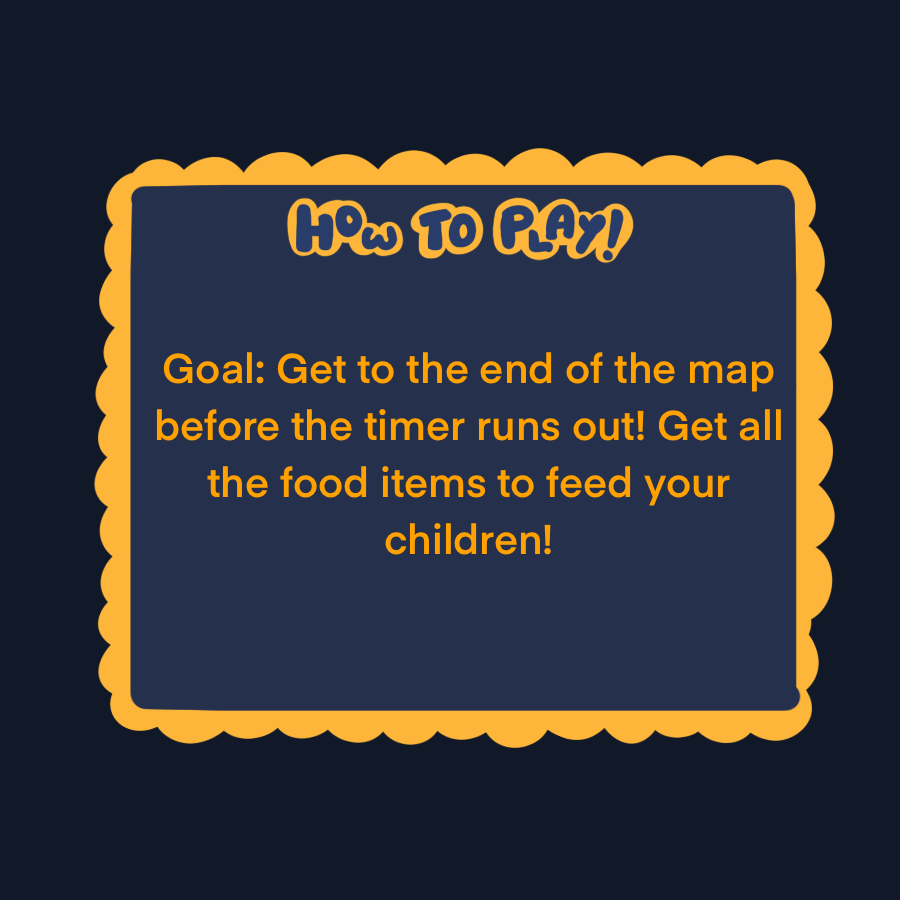 How To PLAY!
Goal: Get to the end of the map
before the timer runs out! Get all
the food items to feed your
children!